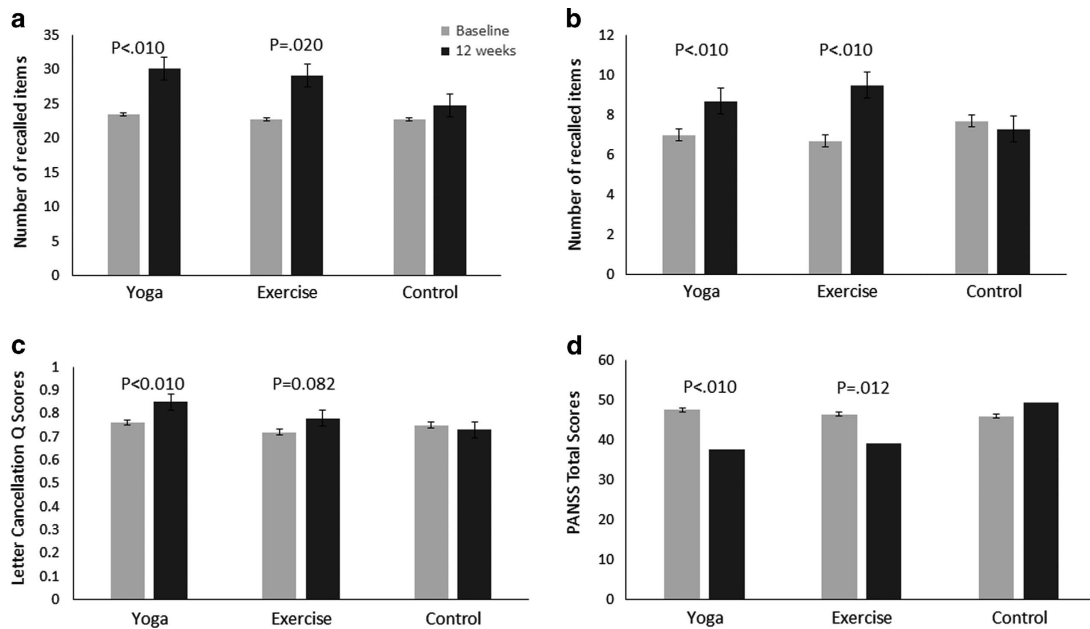 a
Number of recalled items
35
30
25
20
15
10
5
0
P<.010
P=.020
Baseline
12 weeks
Yoga
Exercise
Control
b
Number of recalled items
12
10
8
6
4
2
0
P<.010
P<.010
Yoga
Exercise
Control
c
Letter Cancellation Q Scores
1
0.9
0.8
0.7
0.6
0.5
0.4
0.3
0.2
0.1
0
P<0.010
P=0.082
Yoga
Exercise
Control
d
PANSS Total Scores
60
50
40
30
20
10
0
P<.010
P=.012
Yoga
Exercise
Control